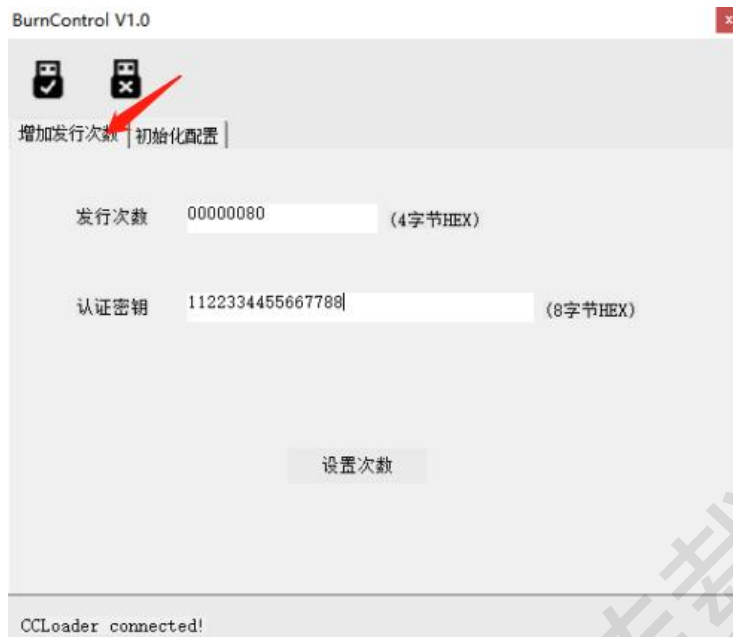 BurnControl V1.0
增加发行次数 初始化配置
发行次数 00000080 (4字节HEX)
认证密钥 1122334455667788 (8字节HEX)
设置次数
CCLoader connected!